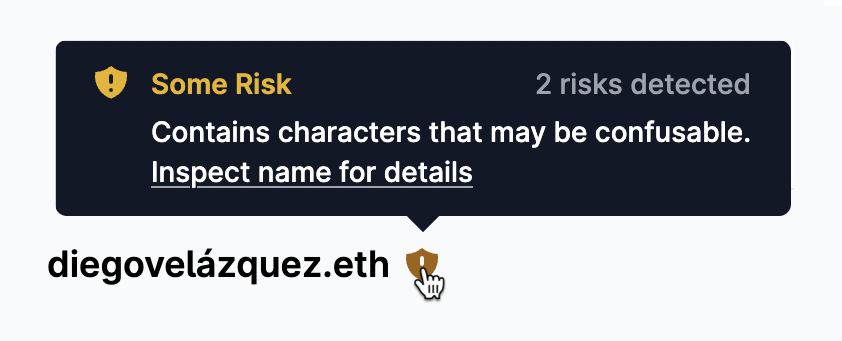 Some Risk 2 risks detected
Contains characters that may be confusable.
Inspect name for details
diegovelázquez.eth